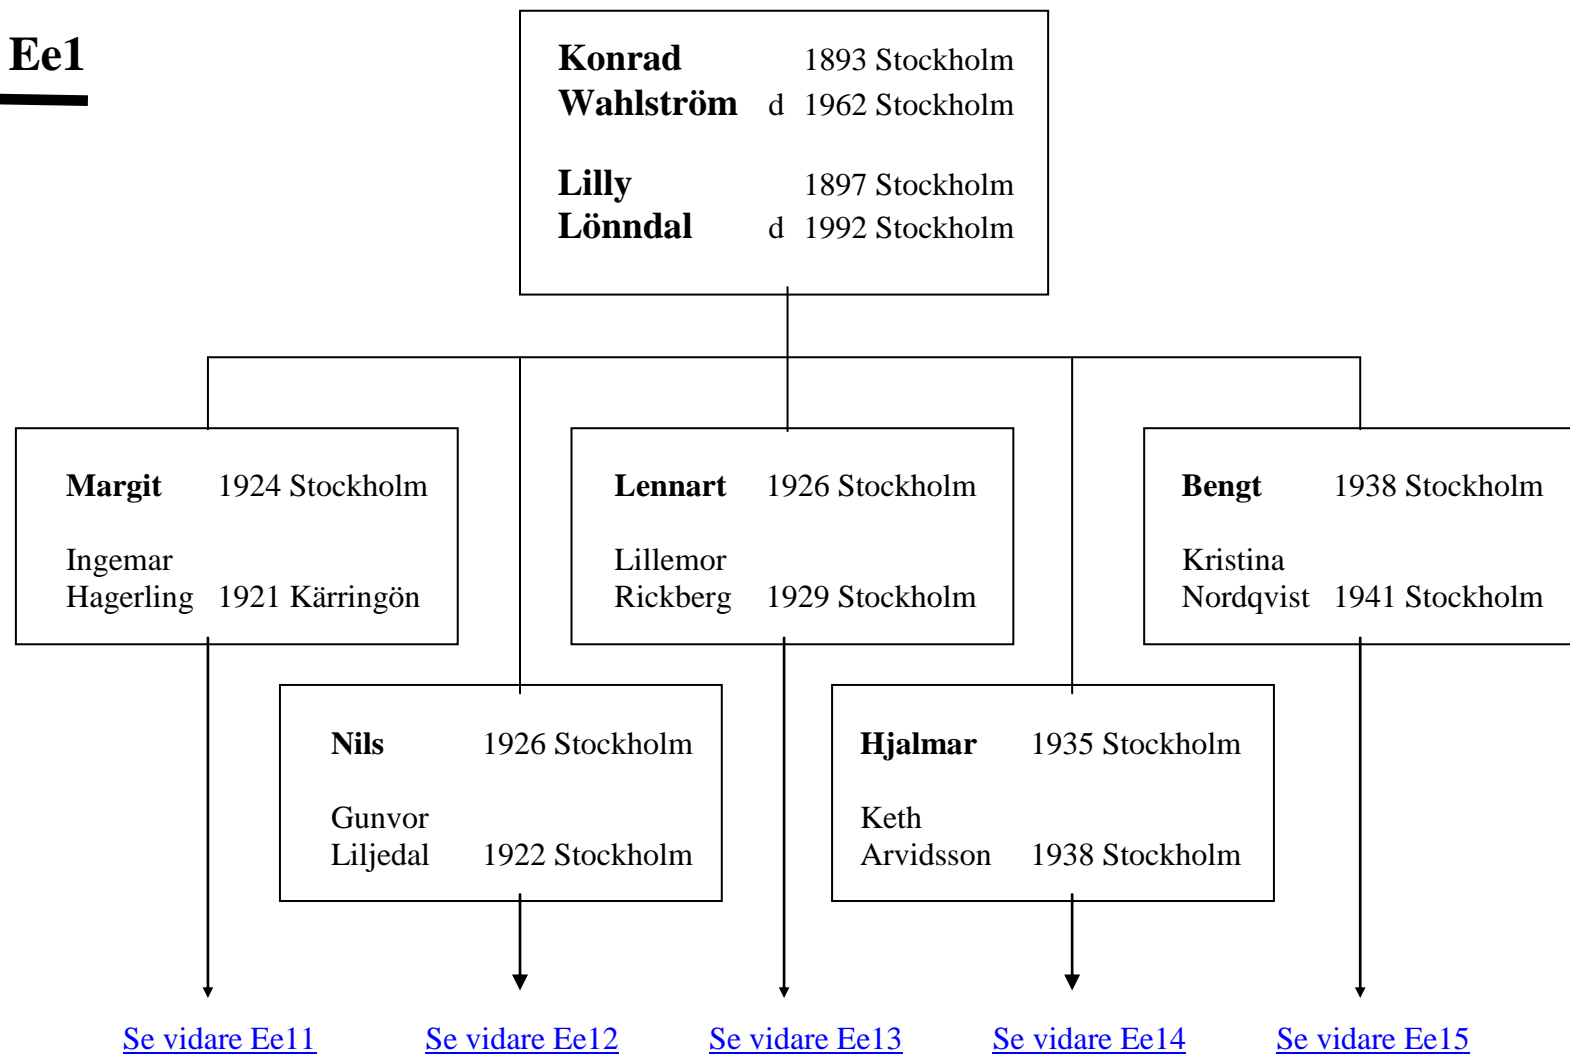 Ee1
Konrad 1893 Stockholm
Wahlström d 1962 Stockholm
Lilly 1897 Stockholm
Lönndal d 1992 Stockholm
Margit 1924 Stockholm
Ingemar
Hagerling 1921 Kärringön
Lennart 1926 Stockholm
Lillemor
Rickberg 1929 Stockholm
Bengt 1938 Stockholm
Kristina
Nordqvist 1941 Stockholm
Nils 1926 Stockholm
Gunvor
Liljedal 1922 Stockholm
Hjalmar 1935 Stockholm
Keth
Arvidsson 1938 Stockholm
Se vidare Ee11
Se vidare Ee12
Se vidare Ee13
Se vidare Ee14
Se vidare Ee15